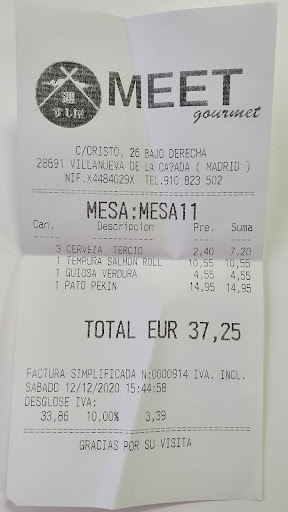 運
すし屋
MEET
gourmet
C/CRISTO, 26 BAJO DERECHA
28691 VILLANUEVA DE LA CA?ADA ( MADRID )
NIF.X4484029X TEL.910 823 502
MESA:MESA11
Can. Descripcion Pre. Suma
3 CERVEZA TERCIO 2,40 7,20
1 TEMPURA SALMON ROLL 10,55 10,55
1 GUIOSA VERDURA 4,55 4,55
1 PATO PEKIN 14,95 14,95
TOTAL EUR 37,25
FACTURA SIMPLIFICADA N:0000914 IVA. INCL.
SABADO 12/12/2020 15:44:58
DESGLOSE IVA:
33,86 10,00% 3,39
GRACIAS POR SU VISITA